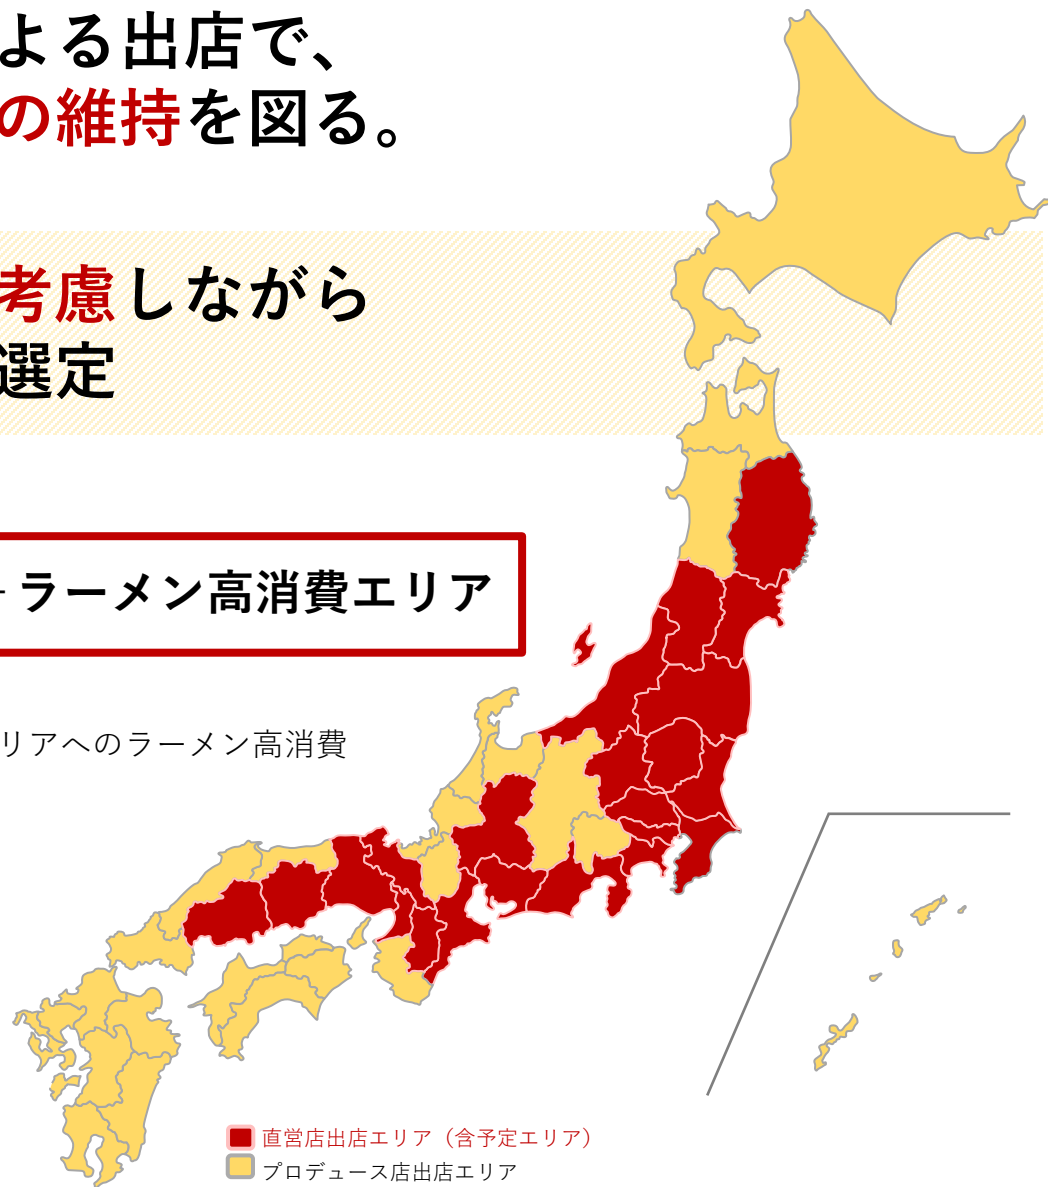 よる出店で、
の維持を図る。
考慮しながら
選定
ラーメン高消費エリア
リアへのラーメン高消費
直営店出店エリア（含予定エリア）
プロデュース店出店エリア